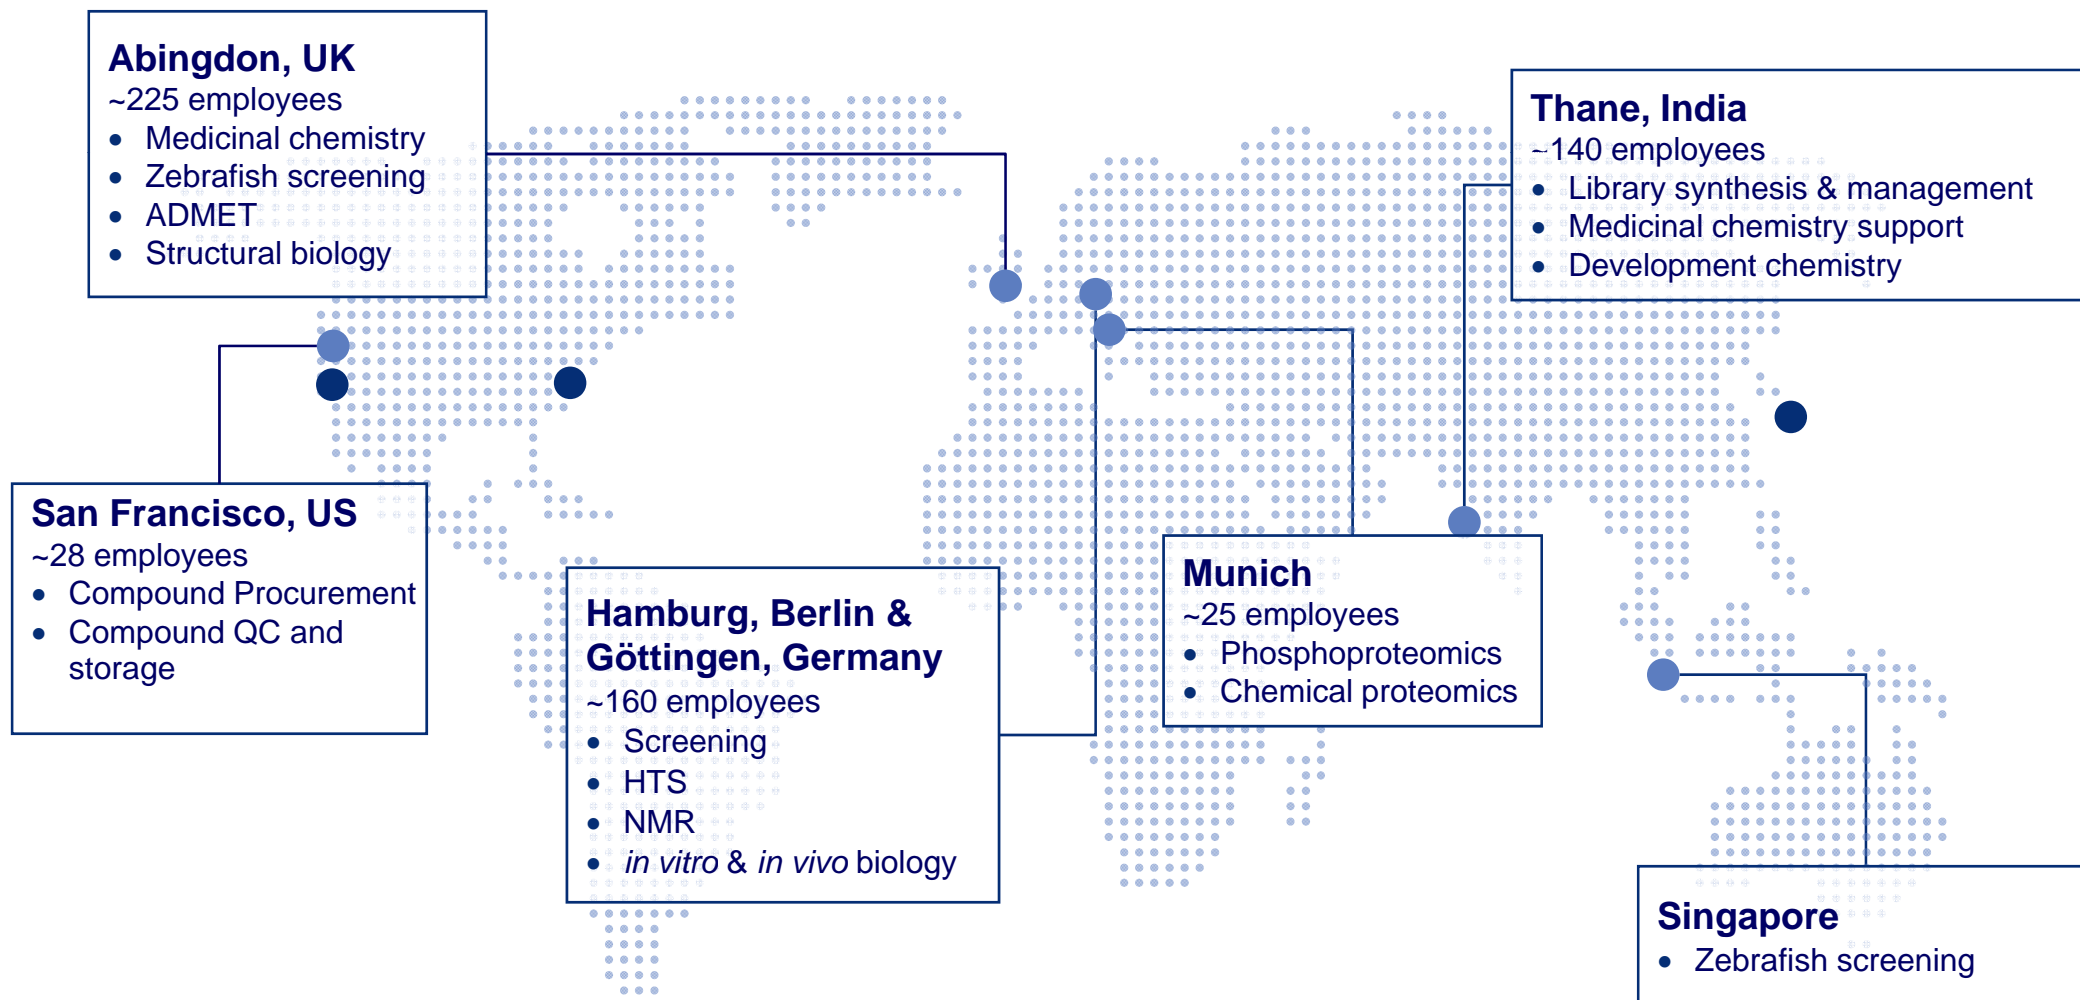 Abingdon, UK
~225 employees
• Medicinal chemistry
• Zebrafish screening
• ADMET
• Structural biology
Thane, India
~140 employees
• Library synthesis & management
• Medicinal chemistry support
• Development chemistry
San Francisco, US
~28 employees
• Compound Procurement
• Compound QC and
storage
Hamburg, Berlin &
Göttingen, Germany
~160 employees
• Screening
• HTS
• NMR
• in vitro & in vivo biology
Munich
~25 employees
• Phosphoproteomics
• Chemical proteomics
Singapore
• Zebrafish screening